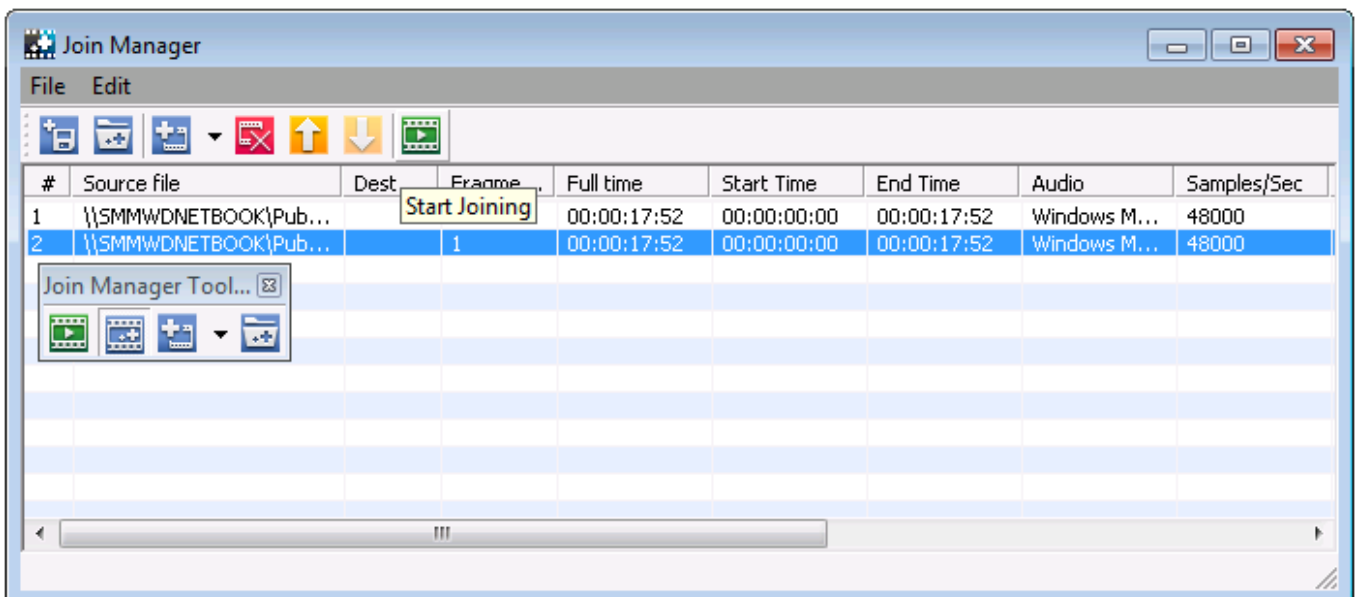 Join Manager
File Edit
# Source file Dest Fragme... Full time Start Time End Time Audio Samples/Sec
Start Joining
1 \\SMMWDNETBOOK\Pub... 00:00:17:52 00:00:00:00 00:00:17:52 Windows M... 48000
2 \\SMMWDNETBOOK\Pub... 1 00:00:17:52 00:00:00:00 00:00:17:52 Windows M... 48000
Join Manager Tool...